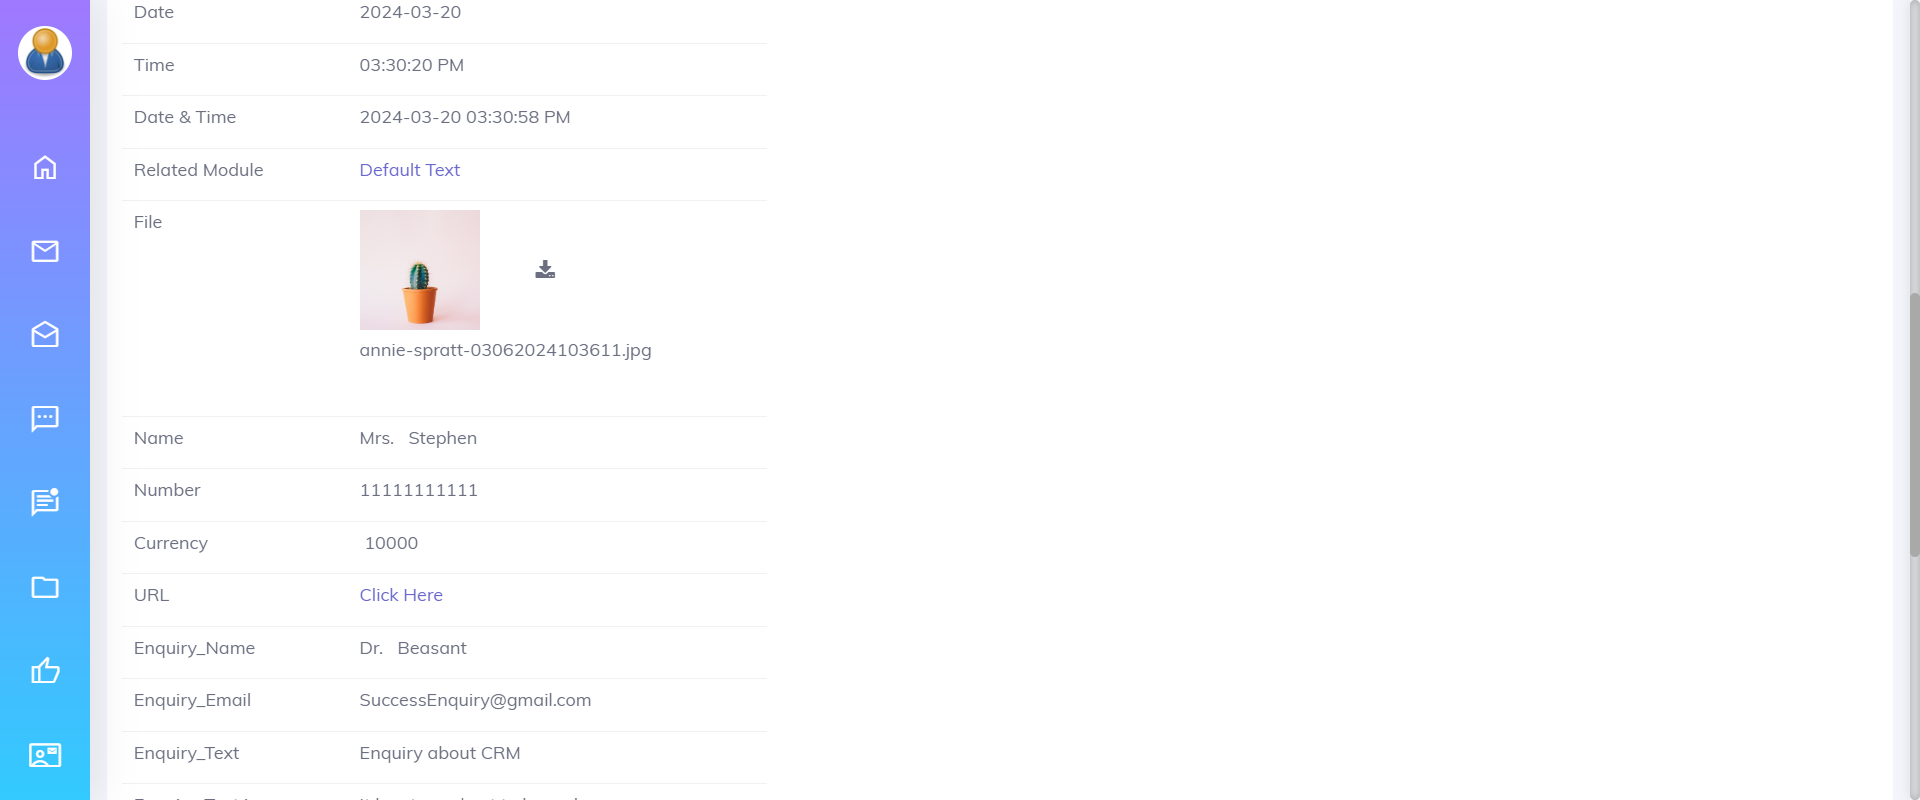 Date 2024-03-20
Time 03:30:20 PM
Date & Time 2024-03-20 03:30:58 PM
Related Module Default Text
File
annie-spratt-03062024103611.jpg
Name Mrs. Stephen
Number 11111111111
Currency 10000
URL Click Here
Enquiry_Name Dr. Beasant
Enquiry_Email SuccessEnquiry@gmail.com
Enquiry_Text Enquiry about CRM